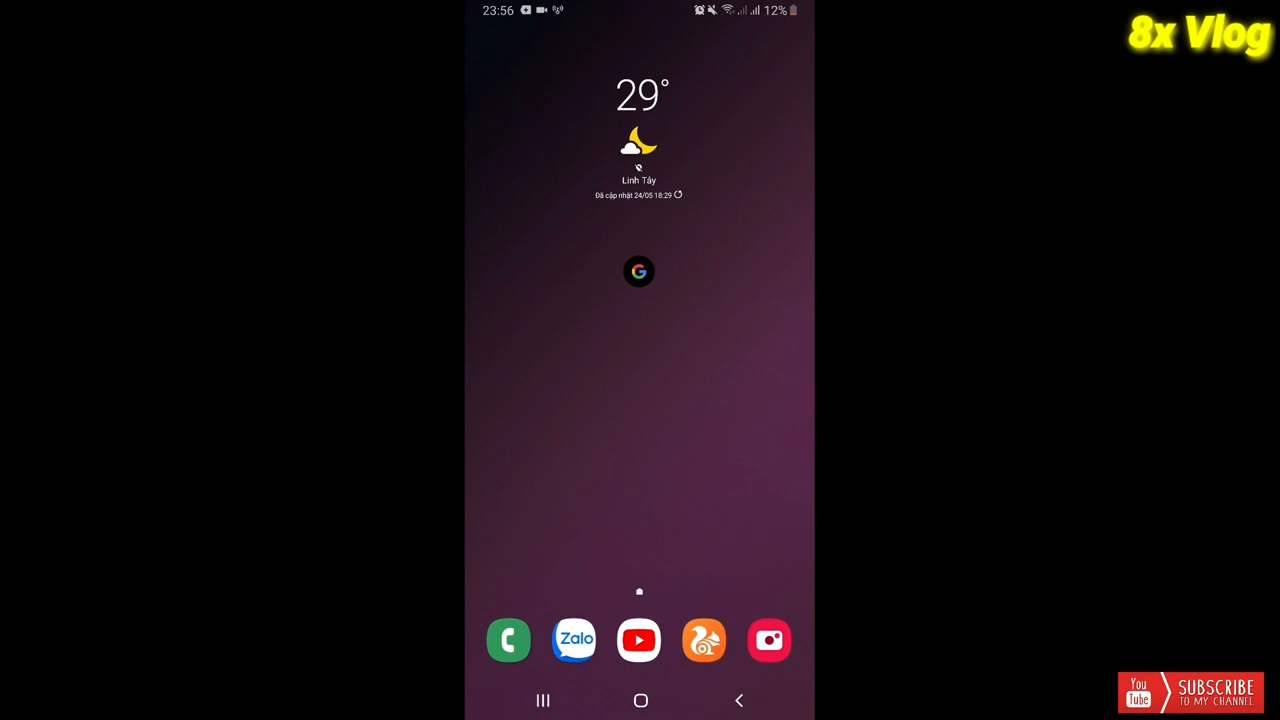 23:56
12%
8x Vlog
29°
Linh Tây
Đã cập nhật 24/05 18:29
G
Zalo
You
Tube
SUBSCRIBE
TO MY CHANNEL